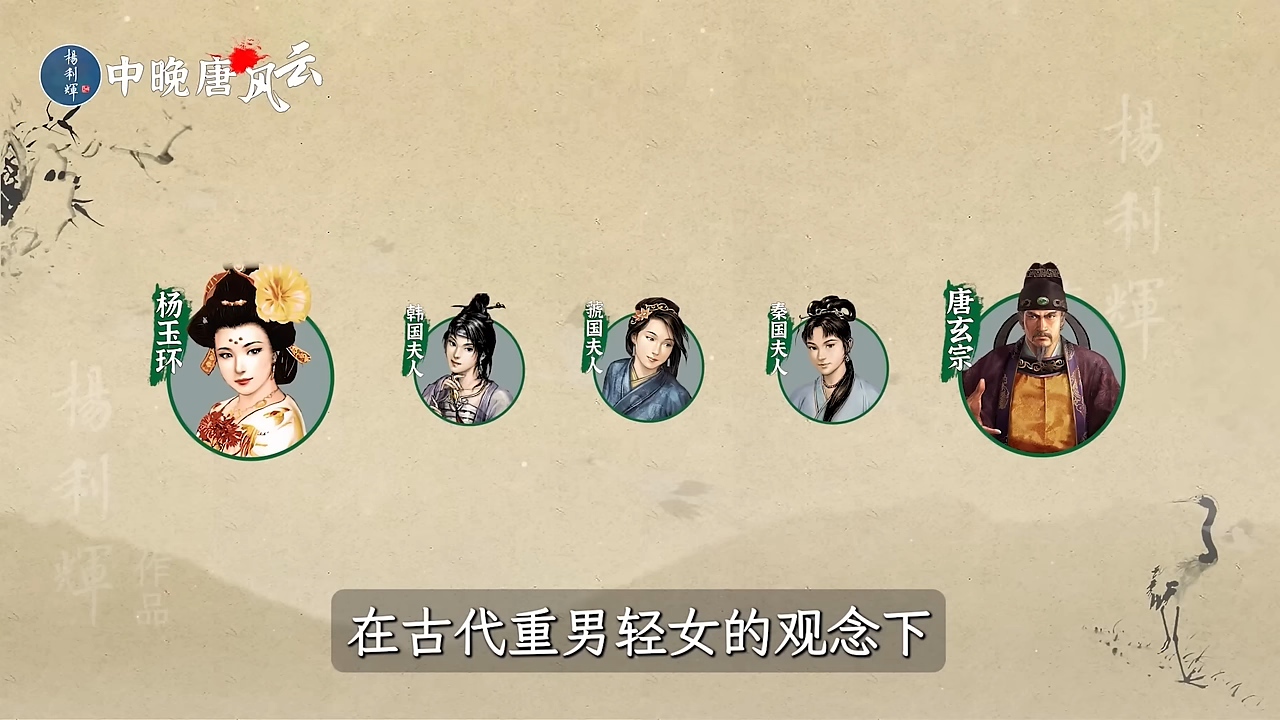 楊利輝
中晚唐风云
楊利輝
杨玉环
韩国夫人
虢国夫人
秦国夫人
唐玄宗
楊利輝
作品
在古代重男轻女的观念下